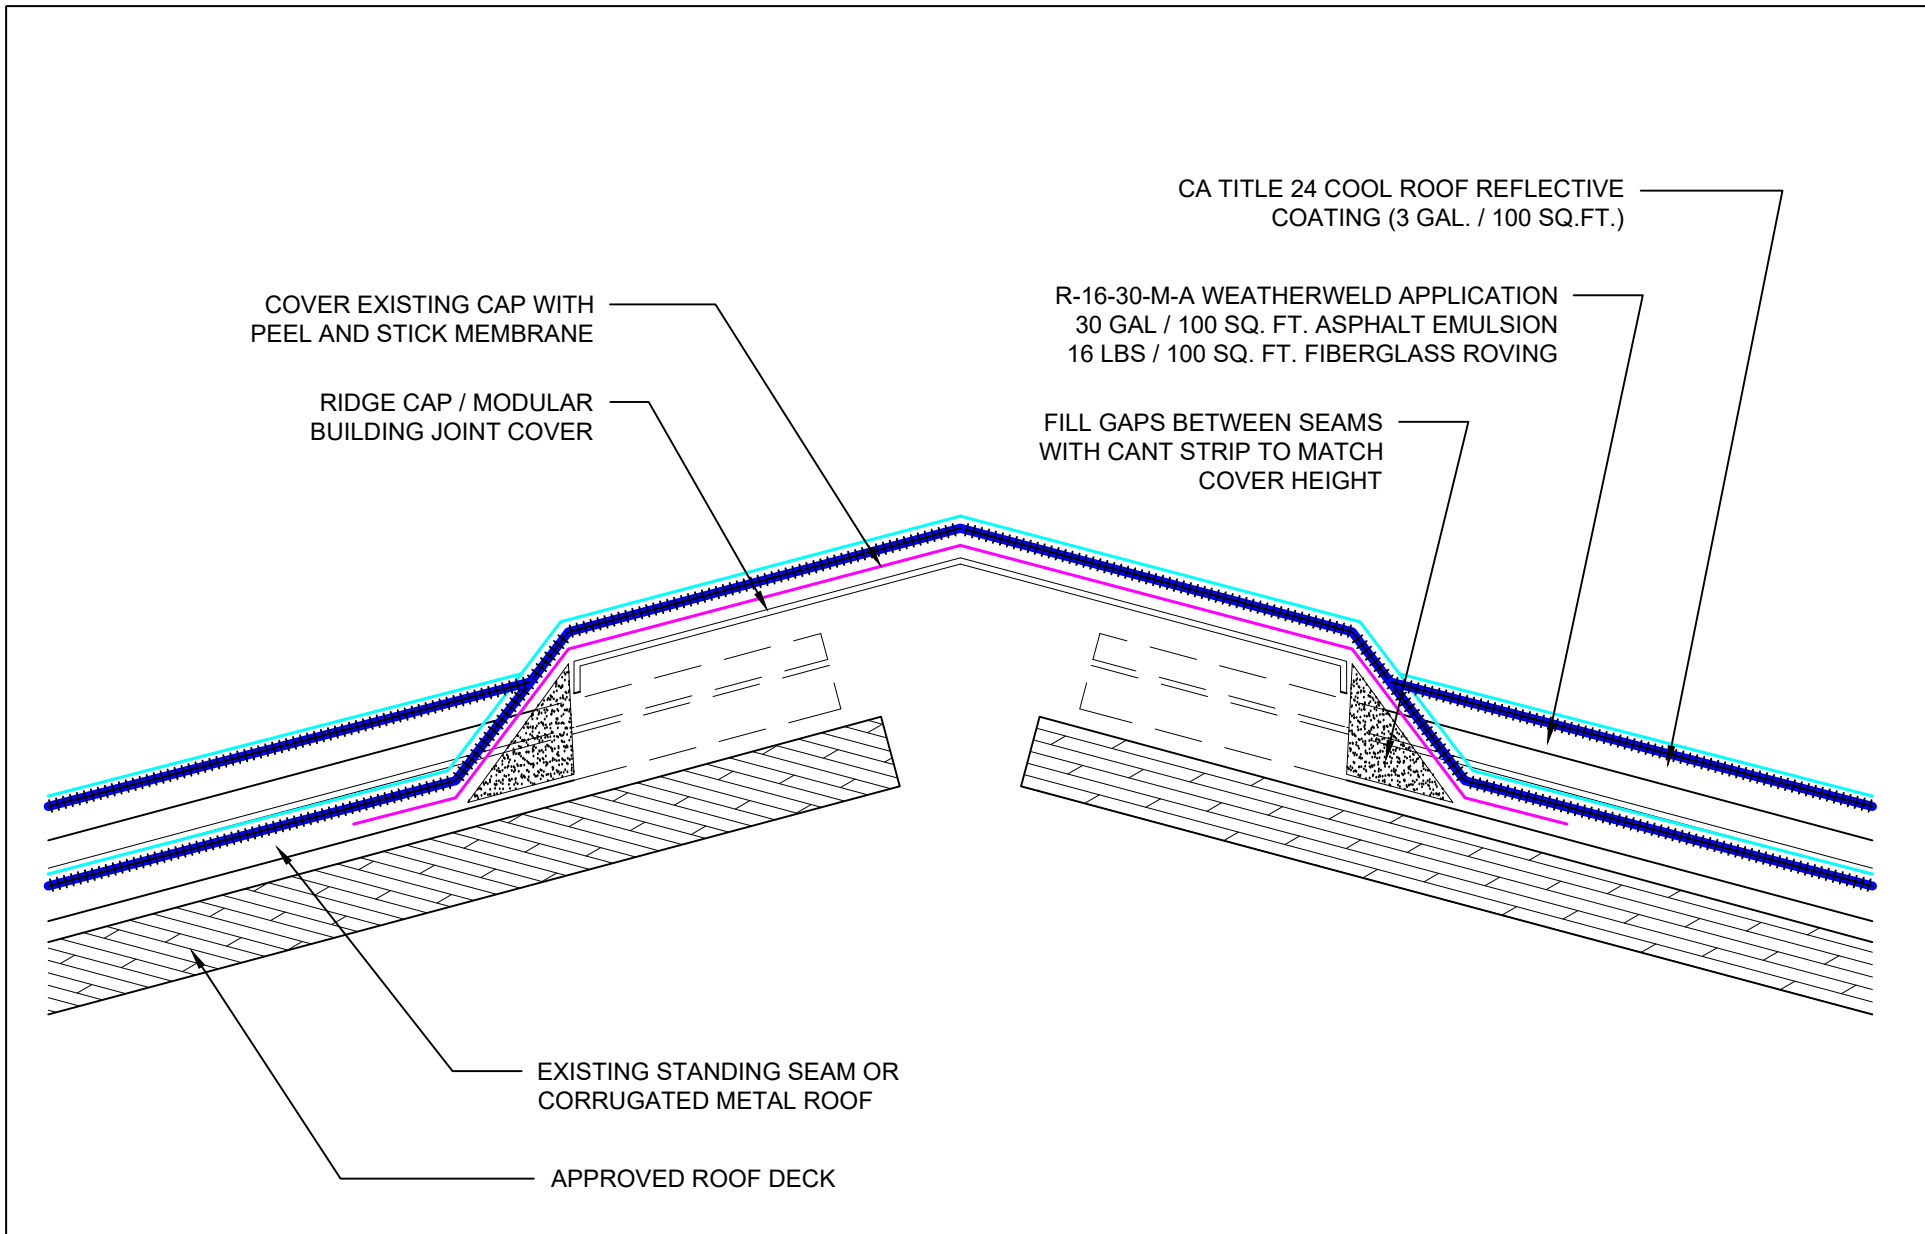 CA TITLE 24 COOL ROOF REFLECTIVE
COATING (3 GAL. / 100 SQ.FT.)
COVER EXISTING CAP WITH
PEEL AND STICK MEMBRANE
R-16-30-M-A WEATHERWELD APPLICATION
30 GAL / 100 SQ. FT. ASPHALT EMULSION
16 LBS / 100 SQ. FT. FIBERGLASS ROVING
RIDGE CAP / MODULAR
BUILDING JOINT COVER
FILL GAPS BETWEEN SEAMS
WITH CANT STRIP TO MATCH
COVER HEIGHT
EXISTING STANDING SEAM OR
CORRUGATED METAL ROOF
APPROVED ROOF DECK